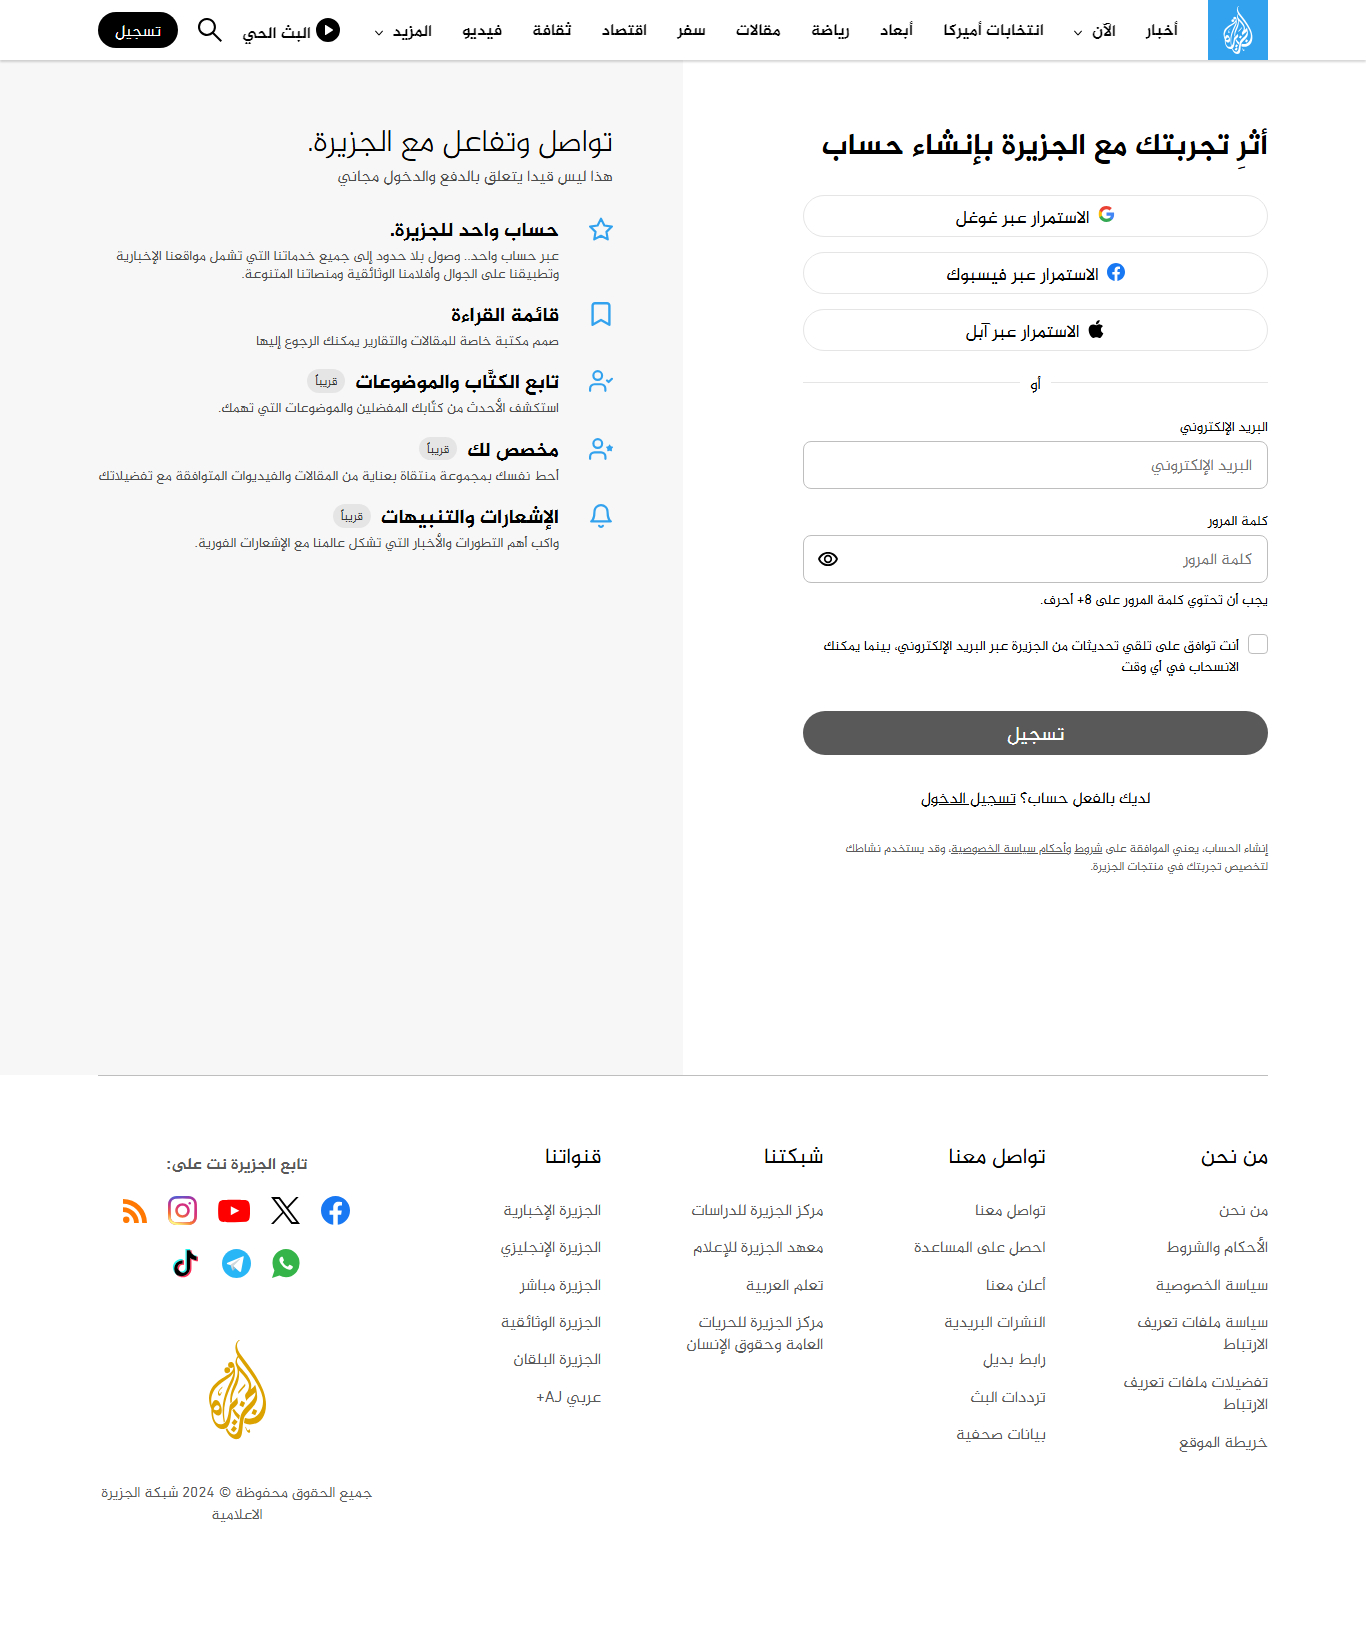 أخبار
الآن
انتخابات أميركا
أبعاد
رياضة
مقالات
سفر
اقتصاد
ثقافة
فيديو
المزيد
البث الحي
تسجيل
أثرِ تجربتك مع الجزيرة بإنشاء حساب
الاستمرار عبر غوغل
الاستمرار عبر فيسبوك
الاستمرار عبر آبل
أو
البريد الإلكتروني
البريد الإلكتروني
كلمة المرور
كلمة المرور
يجب أن تحتوي كلمة المرور على 8+ أحرف.
أنت توافق على تلقي تحديثات من الجزيرة عبر البريد الإلكتروني، بينما يمكنك
الانسحاب في أي وقت
تسجيل
لديك بالفعل حساب؟ تسجيل الدخول
إنشاء الحساب، يعني الموافقة على شروط وأحكام سياسة الخصوصية، وقد يستخدم نشاطك
لتخصيص تجربتك في منتجات الجزيرة.
تواصل وتفاعل مع الجزيرة.
هذا ليس قيدا يتعلق بالدفع والدخول مجاني
حساب واحد للجزيرة.
عبر حساب واحد.. وصول بلا حدود إلى جميع خدماتنا التي تشمل مواقعنا الإخبارية
وتطبيقنا على الجوال وأفلامنا الوثائقية ومنصاتنا المتنوعة.
قائمة القراءة
صمم مكتبة خاصة للمقالات والتقارير يمكنك الرجوع إليها
تابع الكتَّاب والموضوعات قريباً
استكشف الأحدث من كتّابك المفضلين والموضوعات التي تهمك.
مخصص لك قريباً
أحط نفسك بمجموعة منتقاة بعناية من المقالات والفيديوات المتوافقة مع تفضيلاتك
الإشعارات والتنبيهات قريباً
واكب أهم التطورات والأخبار التي تشكل عالمنا مع الإشعارات الفورية.
من نحن
من نحن
الأحكام والشروط
سياسة الخصوصية
سياسة ملفات تعريف
الارتباط
تفضيلات ملفات تعريف
الارتباط
خريطة الموقع
تواصل معنا
تواصل معنا
احصل على المساعدة
أعلن معنا
النشرات البريدية
رابط بديل
ترددات البث
بيانات صحفية
شبكتنا
مركز الجزيرة للدراسات
معهد الجزيرة للإعلام
تعلم العربية
مركز الجزيرة للحريات
العامة وحقوق الإنسان
قنواتنا
الجزيرة الإخبارية
الجزيرة الإنجليزي
الجزيرة مباشر
الجزيرة الوثائقية
الجزيرة البلقان
عربي AJ+
تابع الجزيرة نت على:
جميع الحقوق محفوظة © 2024 شبكة الجزيرة
الاعلامية